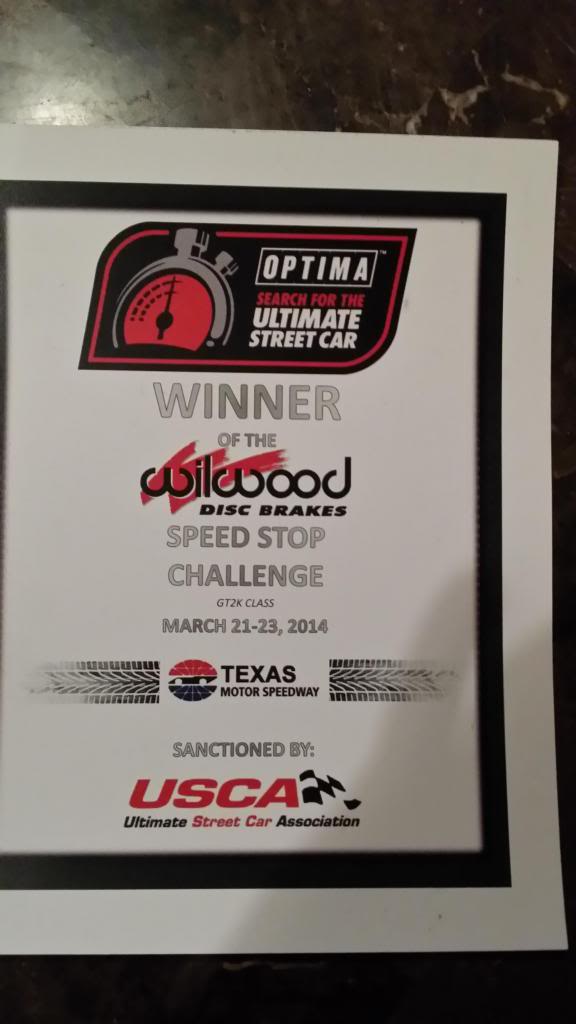 OPTIMA™
SEARCH FOR THE
ULTIMATE
STREET CAR
WINNER
OF THE
wilwood
DISC BRAKES
SPEED STOP
CHALLENGE
GT2K CLASS
MARCH 21-23, 2014
TEXAS
MOTOR SPEEDWAY
SANCTIONED BY:
USCA
Ultimate Street Car Association